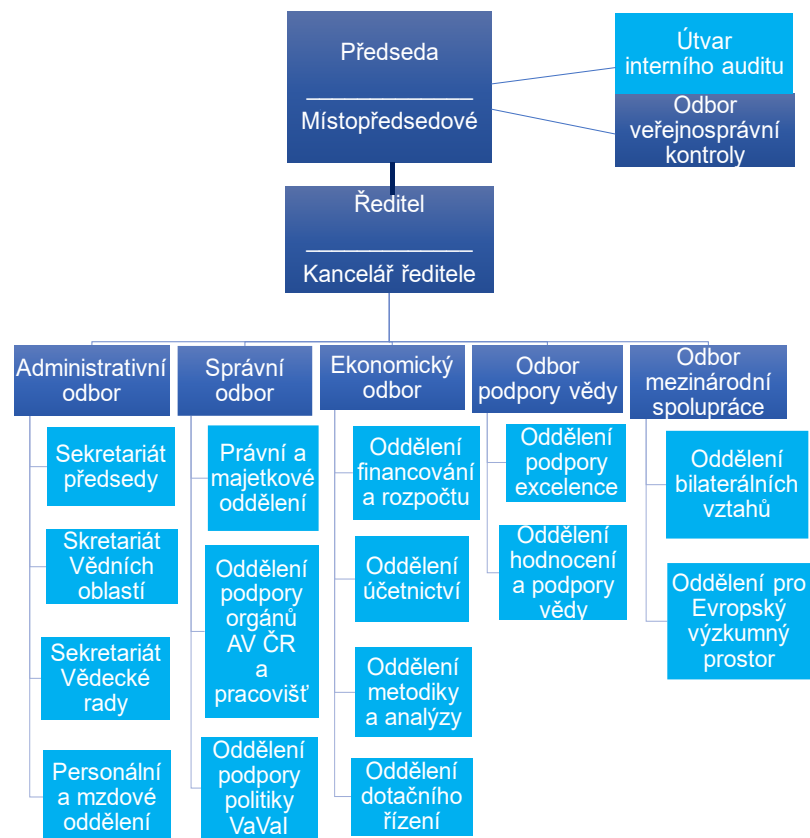 Předseda
_____________
Místopředsedové
Útvar
interního auditu
Odbor
veřejnosprávní
kontroly
Ředitel
_____________
Kancelář ředitele
Administrativní
odbor
Sekretariát
předsedy
Skretariát
Vědních
oblastí
Sekretariát
Vědecké
rady
Personální
a mzdové
oddělení
Správní
odbor
Právní a
majetkové
oddělení
Oddělení
podpory
orgánů
AV ČR
a
pracovišť
Oddělení
podpory
politiky
VaVaI
Ekonomický
odbor
Oddělení
financování
a rozpočtu
Oddělení
účetnictví
Oddělení
metodiky
a analýzy
Oddělení
dotačního
řízení
Odbor
podpory vědy
Oddělení
podpory
excelence
Oddělení
hodnocení
a podpory
vědy
Odbor
mezinárodní
spolupráce
Oddělení
bilaterálních
vztahů
Oddělení pro
Evropský
výzkumný
prostor